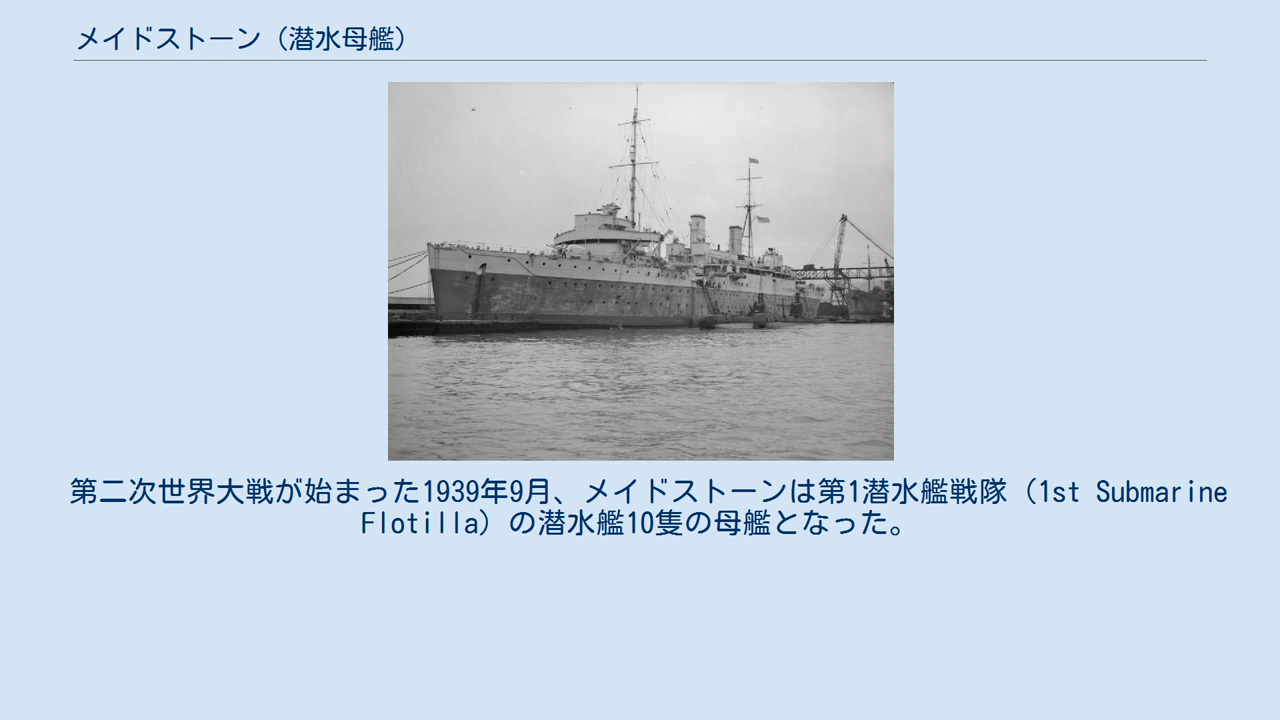 メイドストーン（潜水母艦）
第二次世界大戦が始まった1939年9月、メイドストーンは第1潜水艦戦隊（1st Submarine
Flotilla）の潜水艦10隻の母艦となった。